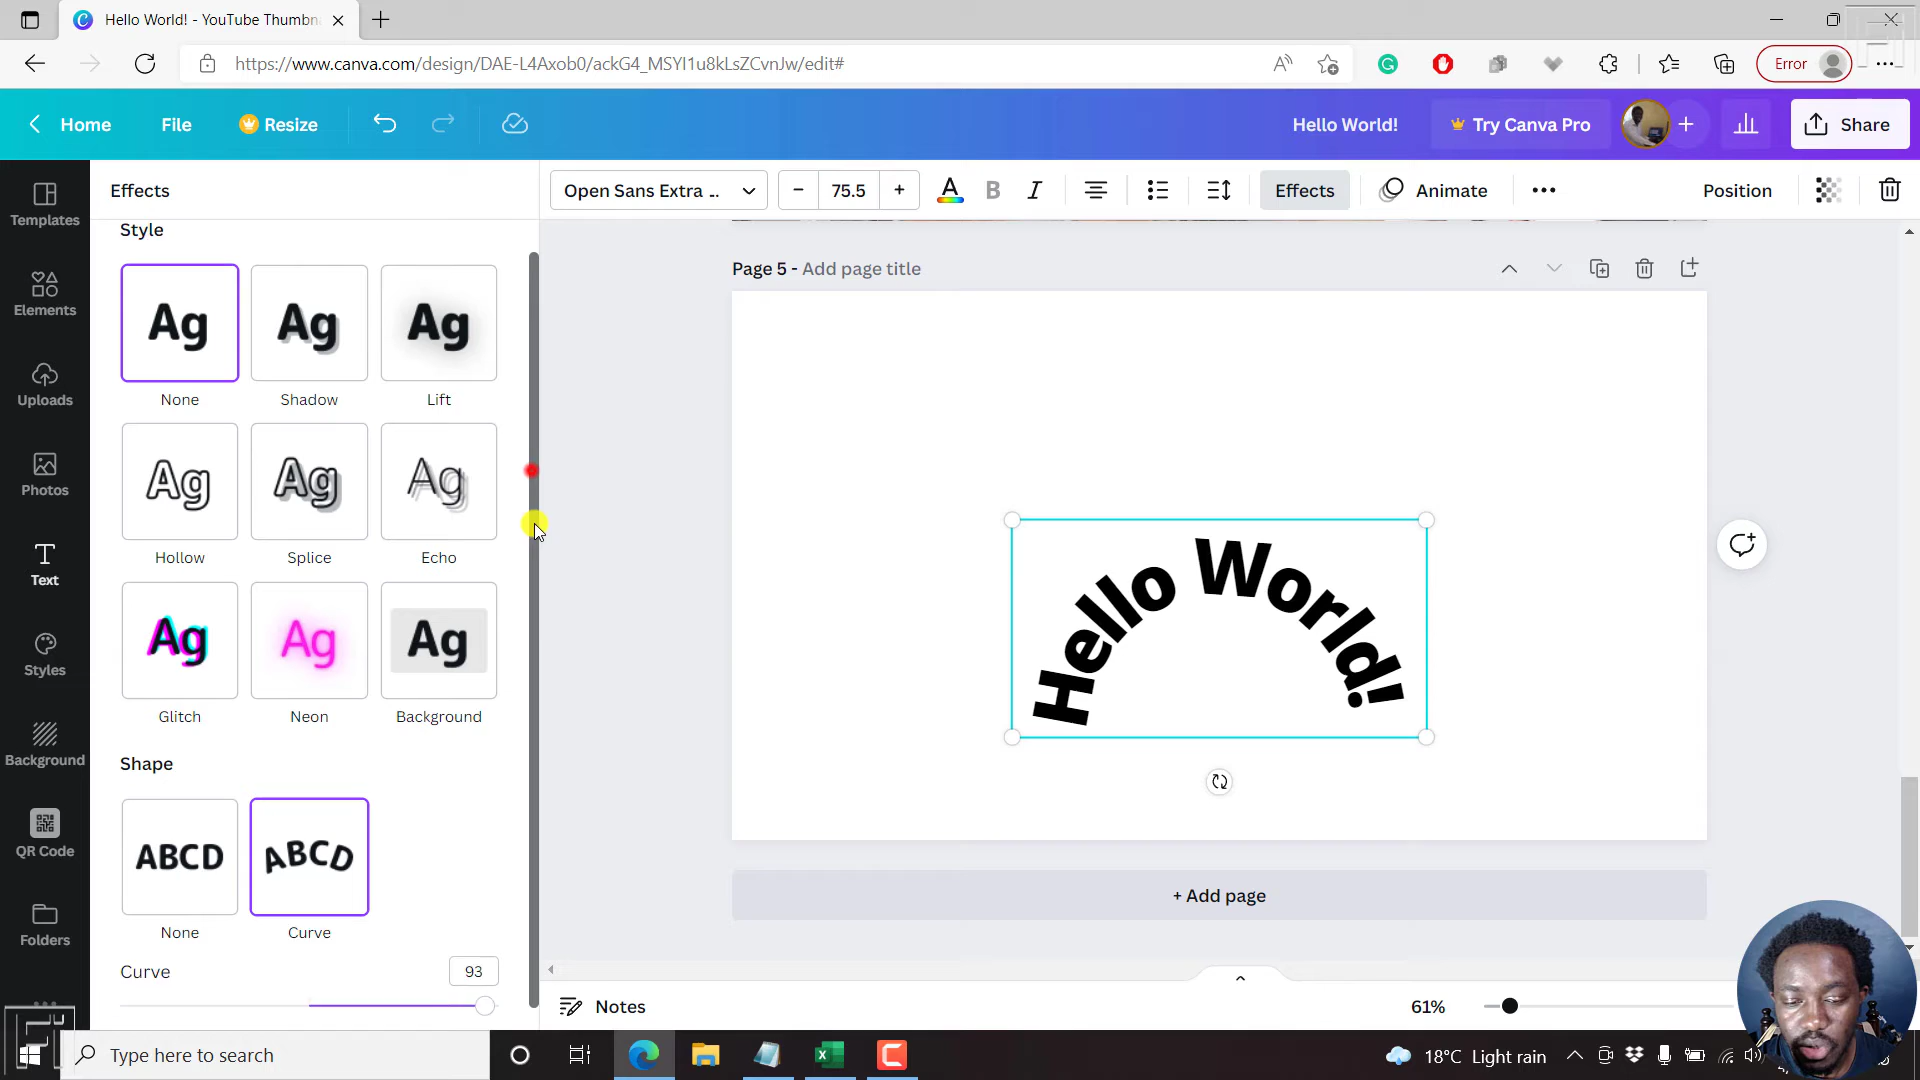 Hello World! - YouTube Thumbn
https://www.canva.com/design/DAE-L4Axob0/ackG4_MSYI1u8kLsZCvnJw/edit#
Error
Home
File
Resize
Hello World!
Try Canva Pro
Share
Templates
Elements
Uploads
Photos
Text
Styles
Background
QR Code
Folders
Effects
Open Sans Extra ..
75.5
Effects
Animate
Position
Style
Ag Ag Ag
None Shadow Lift
Ag Ag Ag
Hollow Splice Echo
Ag Ag Ag
Glitch Neon Background
Shape
ABCD ABCD
None Curve
Curve 93
Page 5 - Add page title
Hello World!
+ Add page
Notes
61%
Type here to search
18°C Light rain